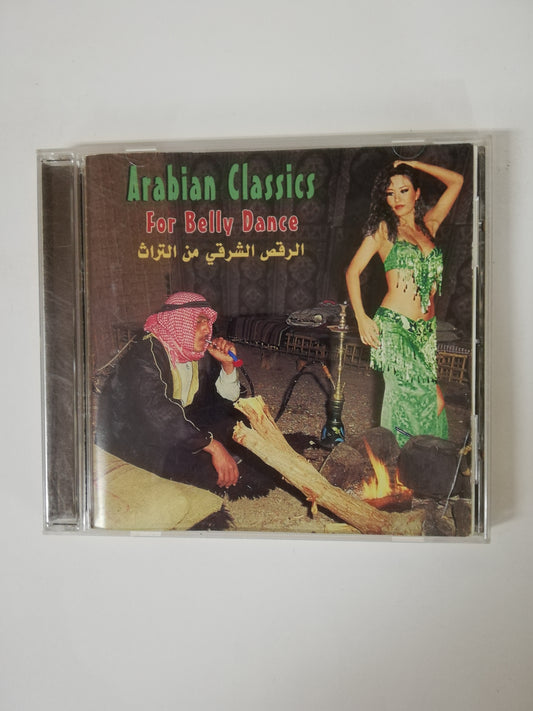 Arabian Classics
For Belly Dance
الرقص الشرقي من التراث